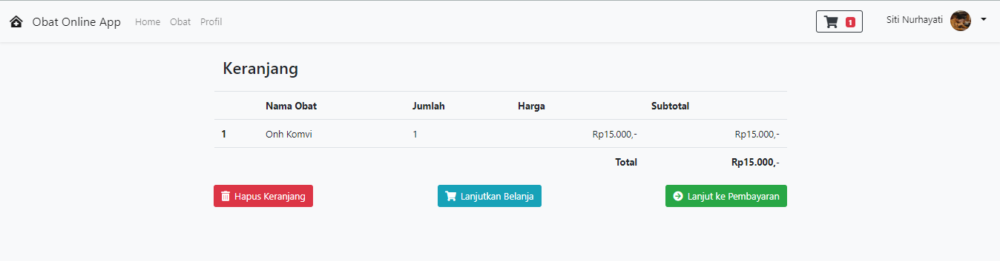 Obat Online App Home Obat Profil 1 Siti Nurhayati
Keranjang
Nama Obat Jumlah Harga Subtotal
1 Onh Komvi 1 Rp15.000,- Rp15.000,-
Total Rp15.000,-
Hapus Keranjang Lanjutkan Belanja Lanjut ke Pembayaran